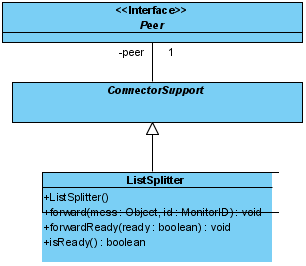 <<Interface>>
Peer
-peer 1
ConnectorSupport
ListSplitter
+ListSplitter()
+forward(mess : Object, id : MonitorID) : void
+forwardReady(ready : boolean) : void
+isReady() : boolean